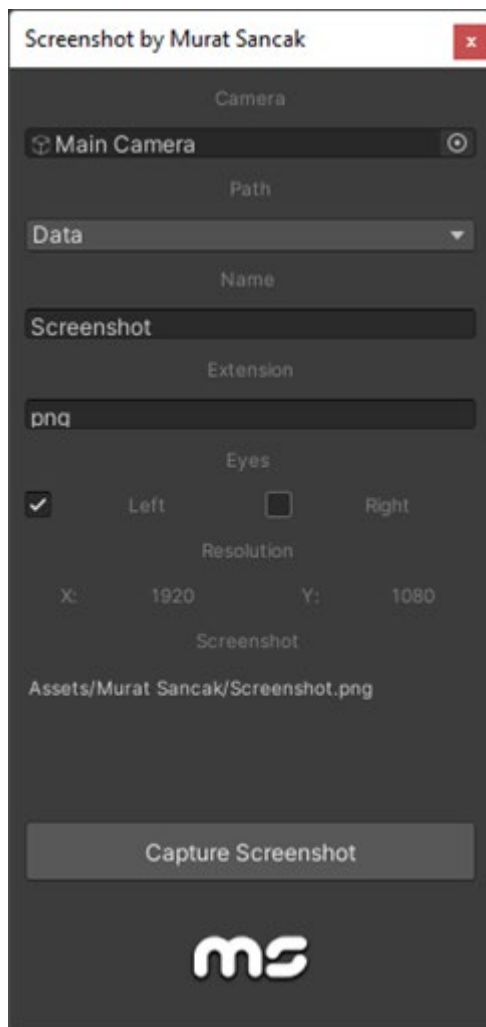 Screenshot by Murat Sancak x
Camera
Main Camera
Path
Data
Name
Screenshot
Extension
png
Eyes
Left Right
Resolution
X: 1920 Y: 1080
Screenshot
Assets/Murat Sancak/Screenshot.png
Capture Screenshot
ms